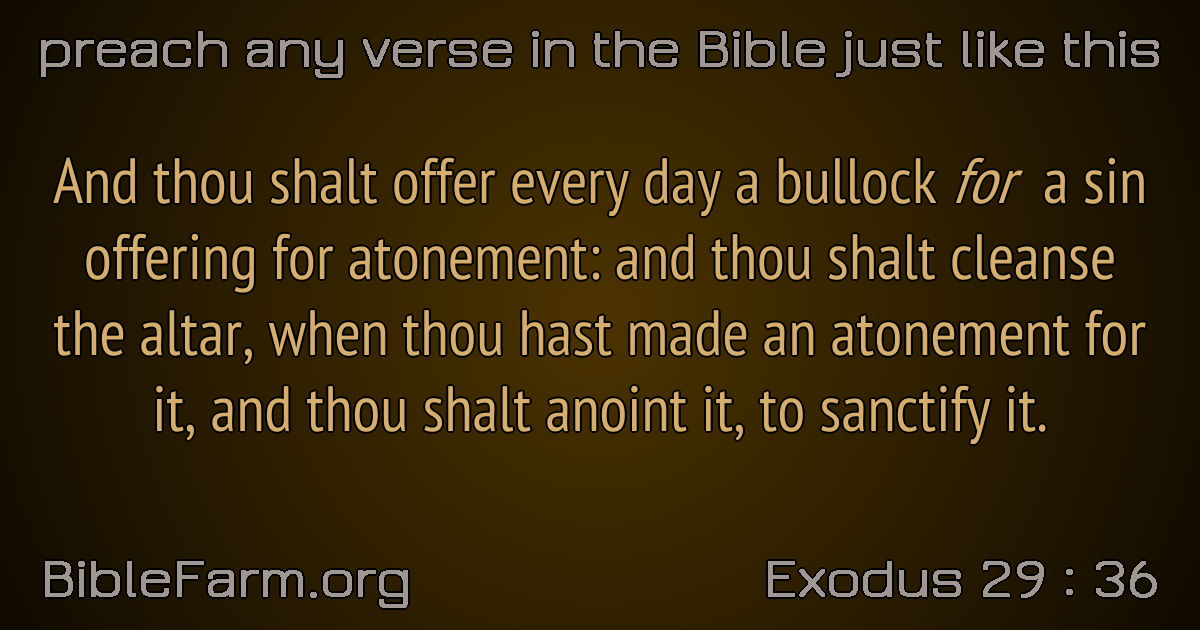 preach any verse in the Bible just like this
And thou shalt offer every day a bullock for a sin
offering for atonement: and thou shalt cleanse
the altar, when thou hast made an atonement for
it, and thou shalt anoint it, to sanctify it.
BibleFarm.org
Exodus 29 : 36